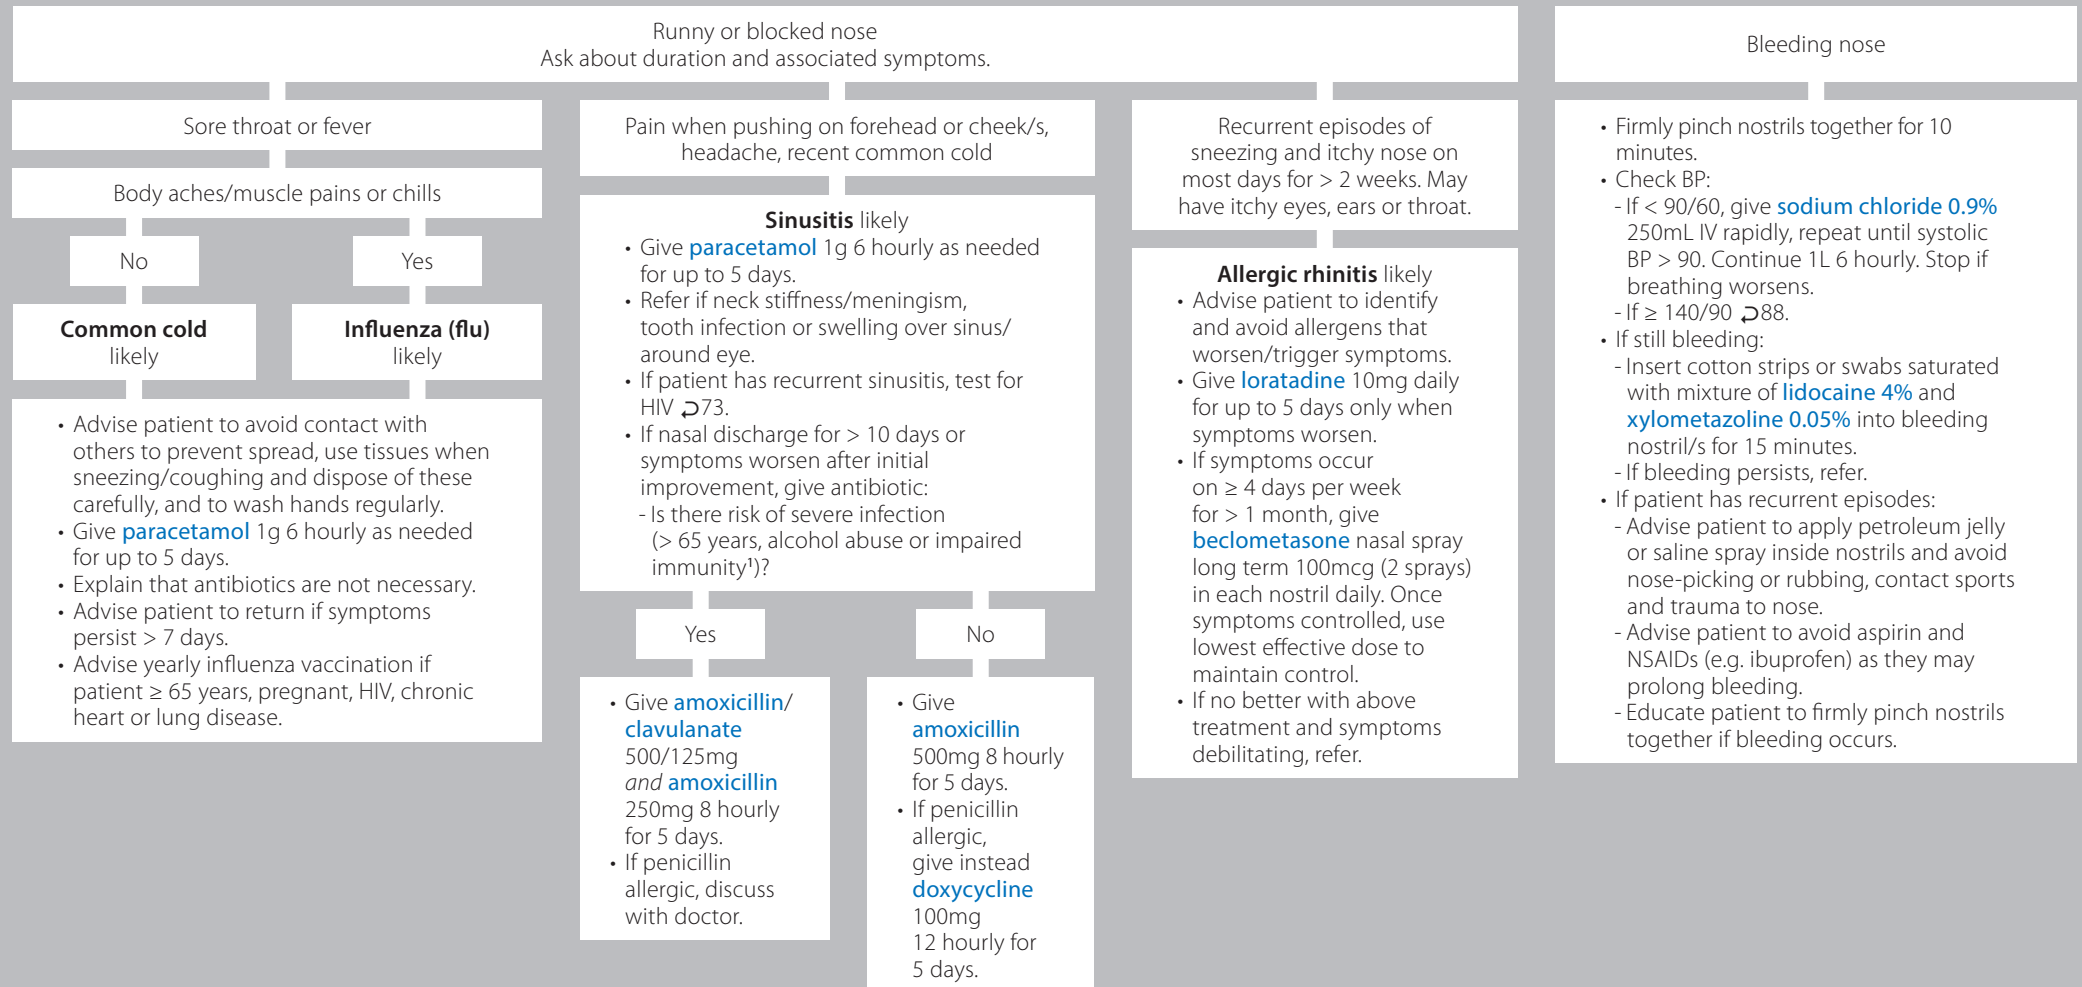 Runny or blocked nose
Ask about duration and associated symptoms.
Sore throat or fever
Body aches/muscle pains or chills
No
Yes
Common cold
likely
Influenza (flu)
likely
• Advise patient to avoid contact with
others to prevent spread, use tissues when
sneezing/coughing and dispose of these
carefully, and to wash hands regularly.
• Give paracetamol 1g 6 hourly as needed
for up to 5 days.
• Explain that antibiotics are not necessary.
• Advise patient to return if symptoms
persist > 7 days.
• Advise yearly influenza vaccination if
patient ≥ 65 years, pregnant, HIV, chronic
heart or lung disease.
Pain when pushing on forehead or cheek/s,
headache, recent common cold
Sinusitis likely
• Give paracetamol 1g 6 hourly as needed
for up to 5 days.
• Refer if neck stiffness/meningism,
tooth infection or swelling over sinus/
around eye.
• If patient has recurrent sinusitis, test for
HIV ⮌73.
• If nasal discharge for > 10 days or
symptoms worsen after initial
improvement, give antibiotic:
- Is there risk of severe infection
(> 65 years, alcohol abuse or impaired
immunity¹)?
Yes
• Give amoxicillin/
clavulanate
500/125mg
and amoxicillin
250mg 8 hourly
for 5 days.
• If penicillin
allergic, discuss
with doctor.
No
• Give
amoxicillin
500mg 8 hourly
for 5 days.
• If penicillin
allergic,
give instead
doxycycline
100mg
12 hourly for
5 days.
Recurrent episodes of
sneezing and itchy nose on
most days for > 2 weeks. May
have itchy eyes, ears or throat.
Allergic rhinitis likely
• Advise patient to identify
and avoid allergens that
worsen/trigger symptoms.
• Give loratadine 10mg daily
for up to 5 days only when
symptoms worsen.
• If symptoms occur
on ≥ 4 days per week
for > 1 month, give
beclometasone nasal spray
long term 100mcg (2 sprays)
in each nostril daily. Once
symptoms controlled, use
lowest effective dose to
maintain control.
• If no better with above
treatment and symptoms
debilitating, refer.
Bleeding nose
• Firmly pinch nostrils together for 10
minutes.
• Check BP:
- If < 90/60, give sodium chloride 0.9%
250mL IV rapidly, repeat until systolic
BP > 90. Continue 1L 6 hourly. Stop if
breathing worsens.
- If ≥ 140/90 ⮌88.
• If still bleeding:
- Insert cotton strips or swabs saturated
with mixture of lidocaine 4% and
xylometazoline 0.05% into bleeding
nostril/s for 15 minutes.
- If bleeding persists, refer.
• If patient has recurrent episodes:
- Advise patient to apply petroleum jelly
or saline spray inside nostrils and avoid
nose-picking or rubbing, contact sports
and trauma to nose.
- Advise patient to avoid aspirin and
NSAIDs (e.g. ibuprofen) as they may
prolong bleeding.
- Educate patient to firmly pinch nostrils
together if bleeding occurs.